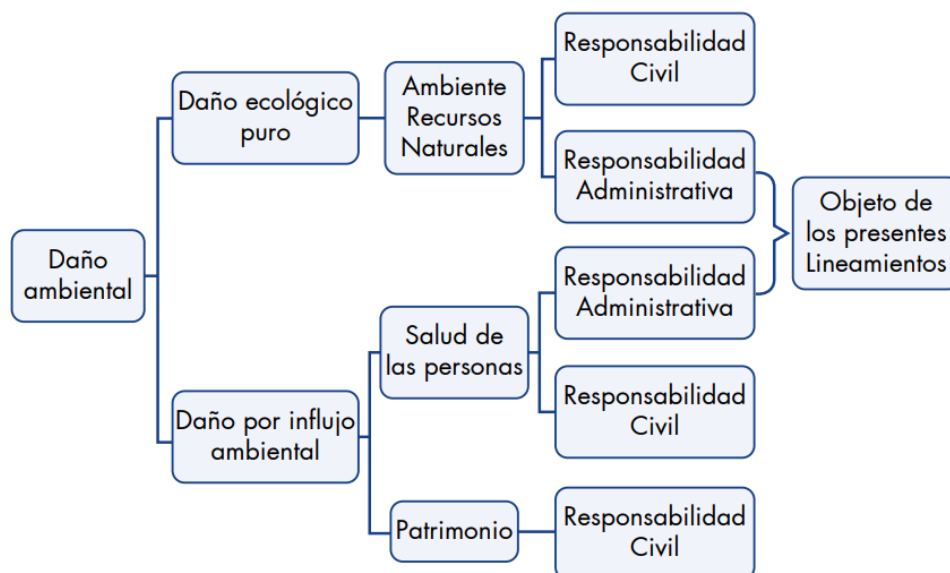 Daño
ambiental
Daño ecológico
puro
Ambiente
Recursos
Naturales
Responsabilidad
Civil
Responsabilidad
Administrativa
Daño por influjo
ambiental
Salud de
las personas
Responsabilidad
Administrativa
Responsabilidad
Civil
Patrimonio
Responsabilidad
Civil
Objeto de
los presentes
Lineamientos